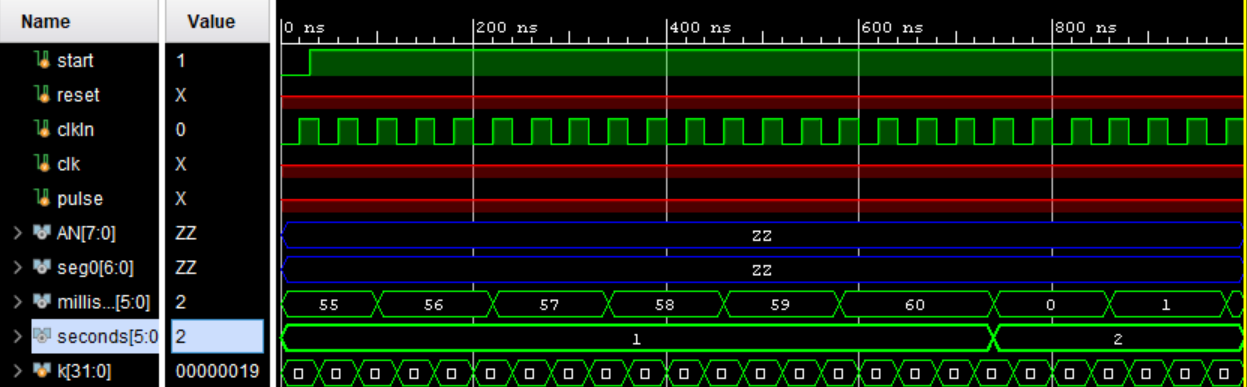 Name Value
0 ns 200 ns 400 ns 600 ns 800 ns
start 1
reset X
clkIn 0
clk X
pulse X
AN[7:0] ZZ ZZ
seg0[6:0] ZZ ZZ
millis...[5:0] 2 55 56 57 58 59 60 0 1
seconds[5:0 2 1 2
k[31:0] 00000019